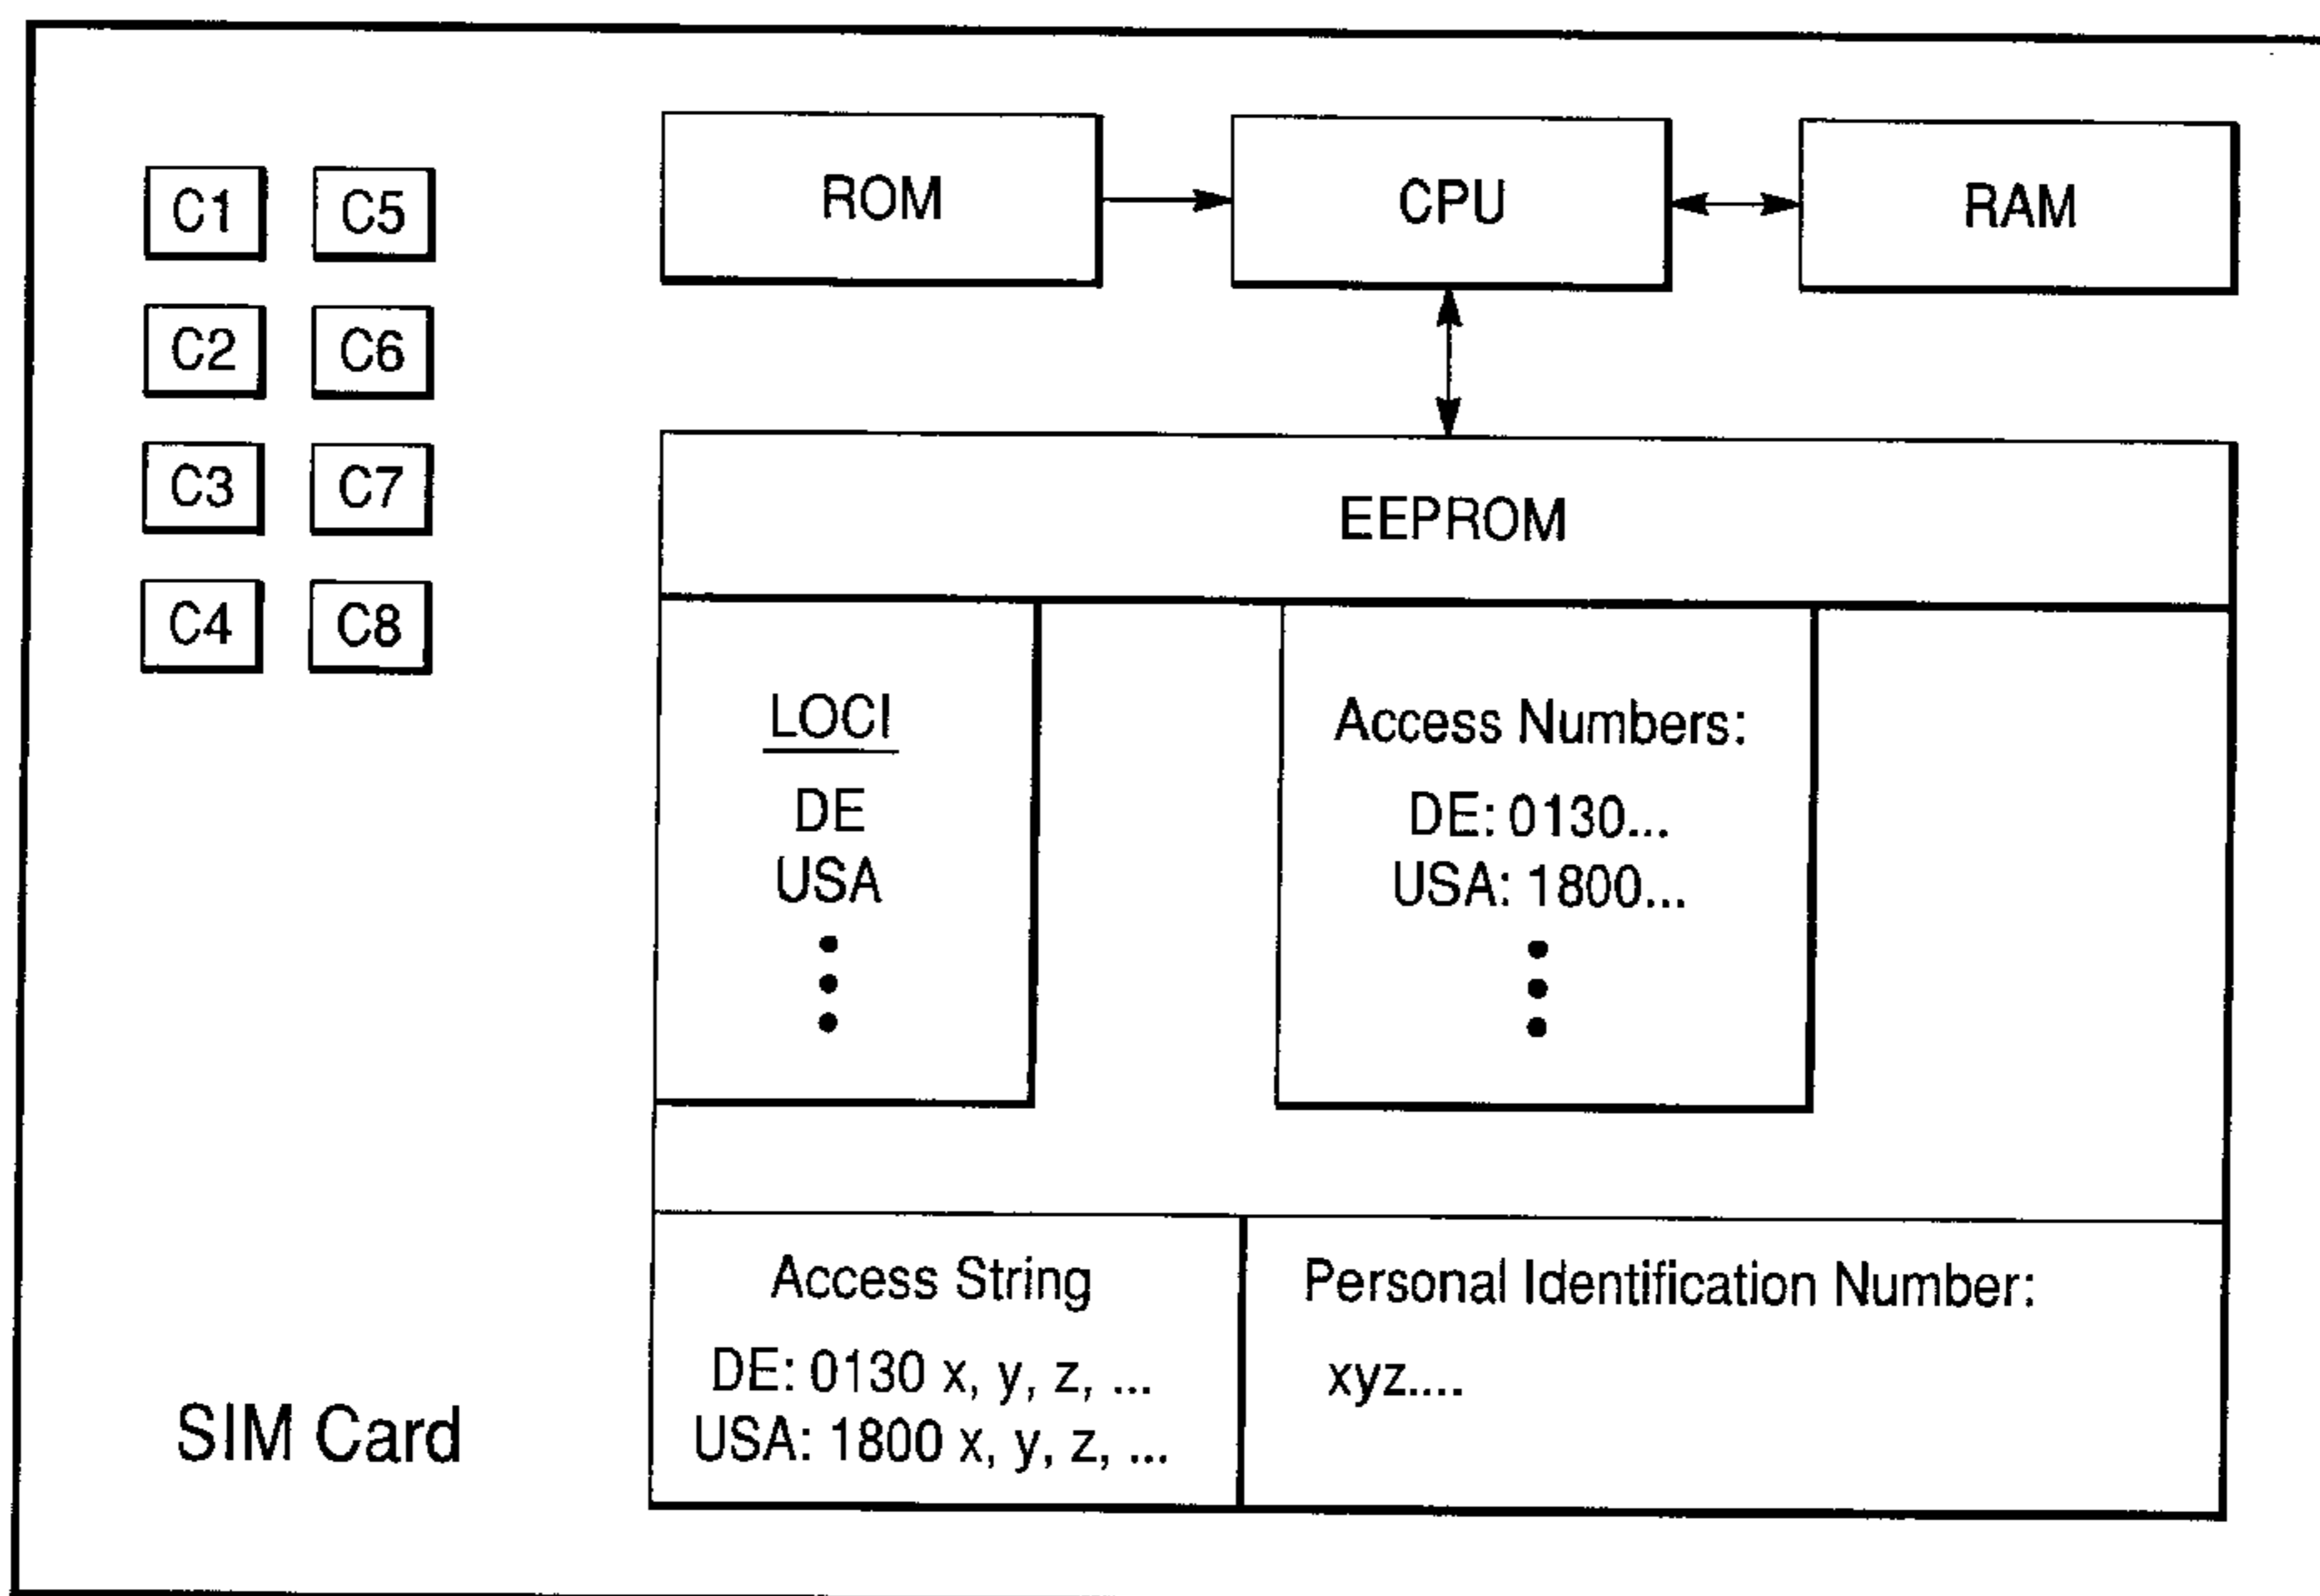 C1 C5
C2 C6
C3 C7
C4 C8
ROM CPU RAM
EEPROM
LOCI
DE
USA
Access Numbers:
DE: 0130...
USA: 1800...
Access String
DE: 0130 x, y, z, ...
USA: 1800 x, y, z, ...
Personal Identification Number:
xyz....
SIM Card